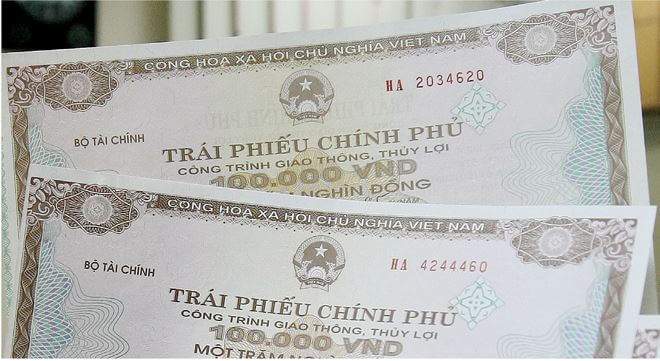 CỘNG HÒA XÃ HỘI CHỦ NGHĨA VIỆT NAM
HA 2034620
BỘ TÀI CHÍNH
TRÁI PHIẾU CHÍNH PHỦ
CÔNG TRÌNH GIAO THÔNG, THỦY LỢI
100.000 VND
NGHÌN ĐỒNG
CỘNG HÒA XÃ HỘI CHỦ NGHĨA VIỆT NAM
HA 4244460
BỘ TÀI CHÍNH
TRÁI PHIẾU CHÍNH PHỦ
CÔNG TRÌNH GIAO THÔNG, THỦY LỢI
100.000 VND
MỘT TRĂM